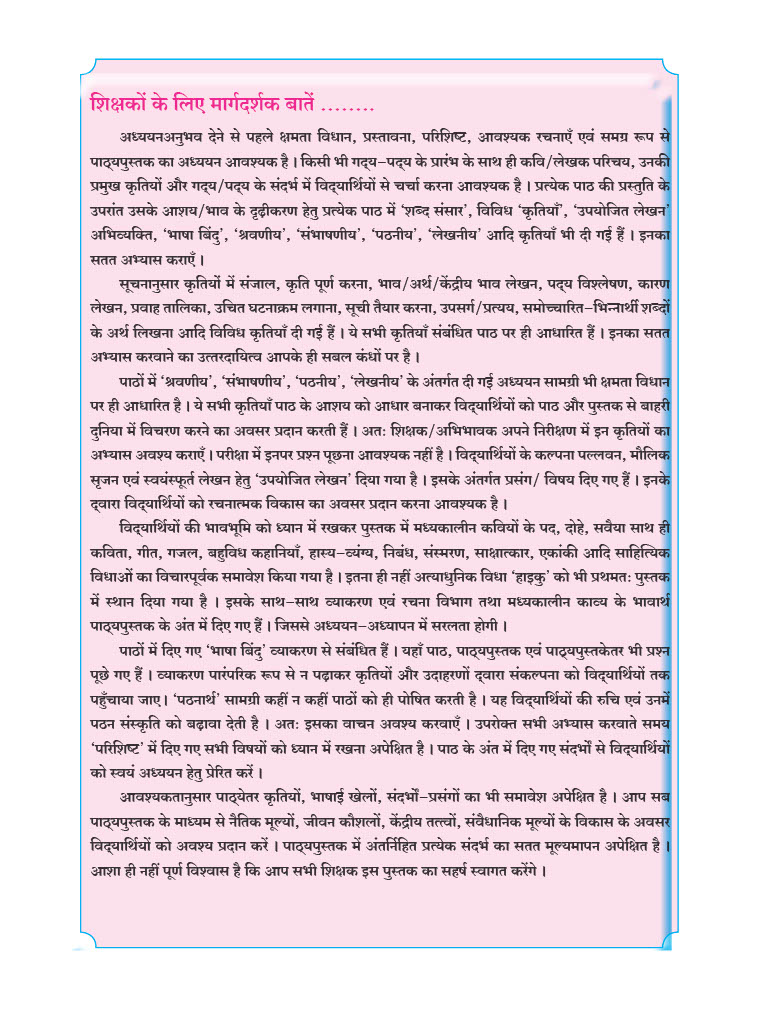 शिक्षकों के लिए मार्गदर्शक बातें ........
अध्ययनअनुभव देने से पहले क्षमता विधान, प्रस्तावना, परिशिष्ट, आवश्यक रचनाएँ एवं समग्र रूप से
पाठ्यपुस्तक का अध्ययन आवश्यक है । किसी भी गद्य-पद्य के प्रारंभ के साथ ही कवि/लेखक परिचय, उनकी
प्रमुख कृतियों और गद्य/पद्य के संदर्भ में विद्यार्थियों से चर्चा करना आवश्यक है । प्रत्येक पाठ की प्रस्तुति के
उपरांत उसके आशय/भाव के दृढ़ीकरण हेतु प्रत्येक पाठ में ‘शब्द संसार’, विविध ‘कृतियाँ’, ‘उपयोजित लेखन’
अभिव्यक्ति, ‘भाषा बिंदु’, ‘श्रवणीय’, ‘संभाषणीय’, ‘पठनीय’, ‘लेखनीय’ आदि कृतियाँ भी दी गई हैं । इनका
सतत अभ्यास कराएँ ।
सूचनानुसार कृतियों में संजाल, कृति पूर्ण करना, भाव/अर्थ/केंद्रीय भाव लेखन, पद्य विश्लेषण, कारण
लेखन, प्रवाह तालिका, उचित घटनाक्रम लगाना, सूची तैयार करना, उपसर्ग/प्रत्यय, समोच्चारित-भिन्नार्थी शब्दों
के अर्थ लिखना आदि विविध कृतियाँ दी गई हैं । ये सभी कृतियाँ संबंधित पाठ पर ही आधारित हैं । इनका सतत
अभ्यास करवाने का उत्तरदायित्व आपके ही सबल कंधों पर है ।
पाठों में ‘श्रवणीय’, ‘संभाषणीय’, ‘पठनीय’, ‘लेखनीय’ के अंतर्गत दी गई अध्ययन सामग्री भी क्षमता विधान
पर ही आधारित है । ये सभी कृतियाँ पाठ के आशय को आधार बनाकर विद्यार्थियों को पाठ और पुस्तक से बाहरी
दुनिया में विचरण करने का अवसर प्रदान करती हैं । अतः शिक्षक/अभिभावक अपने निरीक्षण में इन कृतियों का
अभ्यास अवश्य कराएँ । परीक्षा में इनपर प्रश्न पूछना आवश्यक नहीं है । विद्यार्थियों के कल्पना पल्लवन, मौलिक
सृजन एवं स्वयंस्फूर्त लेखन हेतु ‘उपयोजित लेखन’ दिया गया है । इसके अंतर्गत प्रसंग/ विषय दिए गए हैं । इनके
द्वारा विद्यार्थियों को रचनात्मक विकास का अवसर प्रदान करना आवश्यक है ।
विद्यार्थियों की भावभूमि को ध्यान में रखकर पुस्तक में मध्यकालीन कवियों के पद, दोहे, सवैया साथ ही
कविता, गीत, गजल, बहुविध कहानियाँ, हास्य-व्यंग्य, निबंध, संस्मरण, साक्षात्कार, एकांकी आदि साहित्यिक
विधाओं का विचारपूर्वक समावेश किया गया है । इतना ही नहीं अत्याधुनिक विधा ‘हाइकु’ को भी प्रथमतः पुस्तक
में स्थान दिया गया है । इसके साथ-साथ व्याकरण एवं रचना विभाग तथा मध्यकालीन काव्य के भावार्थ
पाठ्यपुस्तक के अंत में दिए गए हैं । जिससे अध्ययन-अध्यापन में सरलता होगी ।
पाठों में दिए गए ‘भाषा बिंदु’ व्याकरण से संबंधित हैं । यहाँ पाठ, पाठ्यपुस्तक एवं पाठ्यपुस्तकेतर भी प्रश्न
पूछे गए हैं । व्याकरण पारंपरिक रूप से न पढ़ाकर कृतियों और उदाहरणों द्वारा संकल्पना को विद्यार्थियों तक
पहुँचाया जाए । ‘पठनार्थ’ सामग्री कहीं न कहीं पाठों को ही पोषित करती है । यह विद्यार्थियों की रुचि एवं उनमें
पठन संस्कृति को बढ़ावा देती है । अतः इसका वाचन अवश्य करवाएँ । उपरोक्त सभी अभ्यास करवाते समय
‘परिशिष्ट’ में दिए गए सभी विषयों को ध्यान में रखना अपेक्षित है । पाठ के अंत में दिए गए संदर्भों से विद्यार्थियों
को स्वयं अध्ययन हेतु प्रेरित करें ।
आवश्यकतानुसार पाठ्येतर कृतियों, भाषाई खेलों, संदर्भों-प्रसंगों का भी समावेश अपेक्षित है । आप सब
पाठ्यपुस्तक के माध्यम से नैतिक मूल्यों, जीवन कौशलों, केंद्रीय तत्त्वों, संवैधानिक मूल्यों के विकास के अवसर
विद्यार्थियों को अवश्य प्रदान करें । पाठ्यपुस्तक में अंतर्निहित प्रत्येक संदर्भ का सतत मूल्यमापन अपेक्षित है ।
आशा ही नहीं पूर्ण विश्वास है कि आप सभी शिक्षक इस पुस्तक का सहर्ष स्वागत करेंगे ।